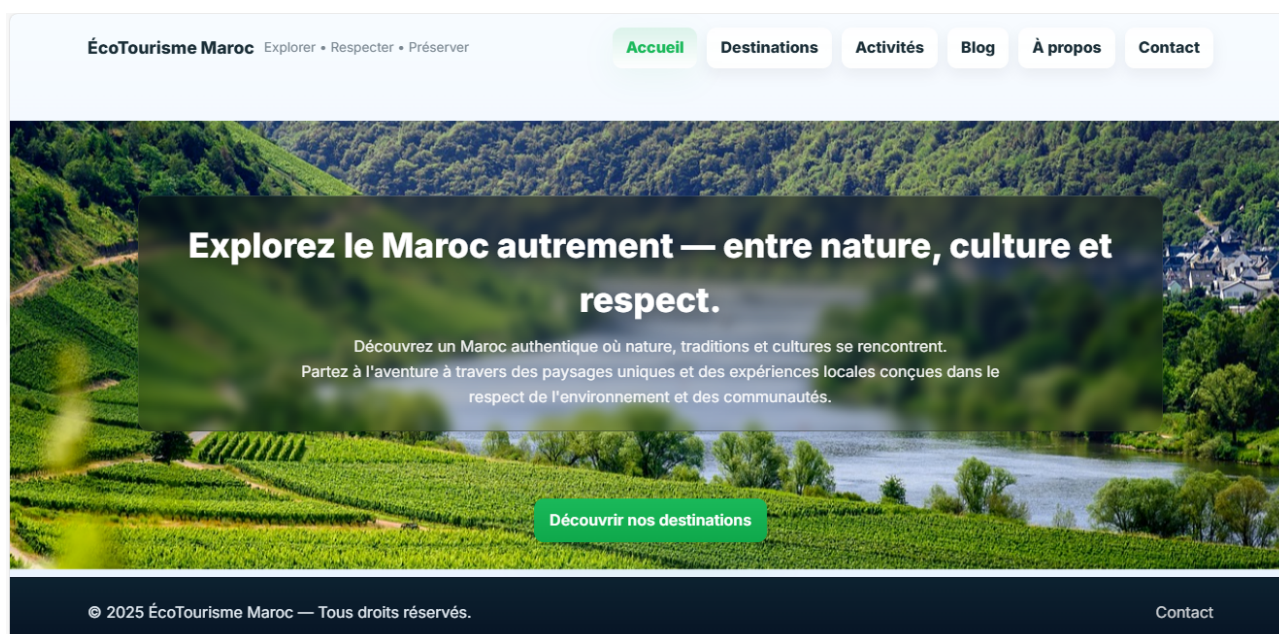 ÉcoTourisme Maroc Explorer • Respecter • Préserver
Accueil Destinations Activités Blog À propos Contact
Explorez le Maroc autrement — entre nature, culture et
respect.
Découvrez un Maroc authentique où nature, traditions et cultures se rencontrent.
Partez à l'aventure à travers des paysages uniques et des expériences locales conçues dans le
respect de l'environnement et des communautés.
Découvrir nos destinations
© 2025 ÉcoTourisme Maroc — Tous droits réservés. Contact